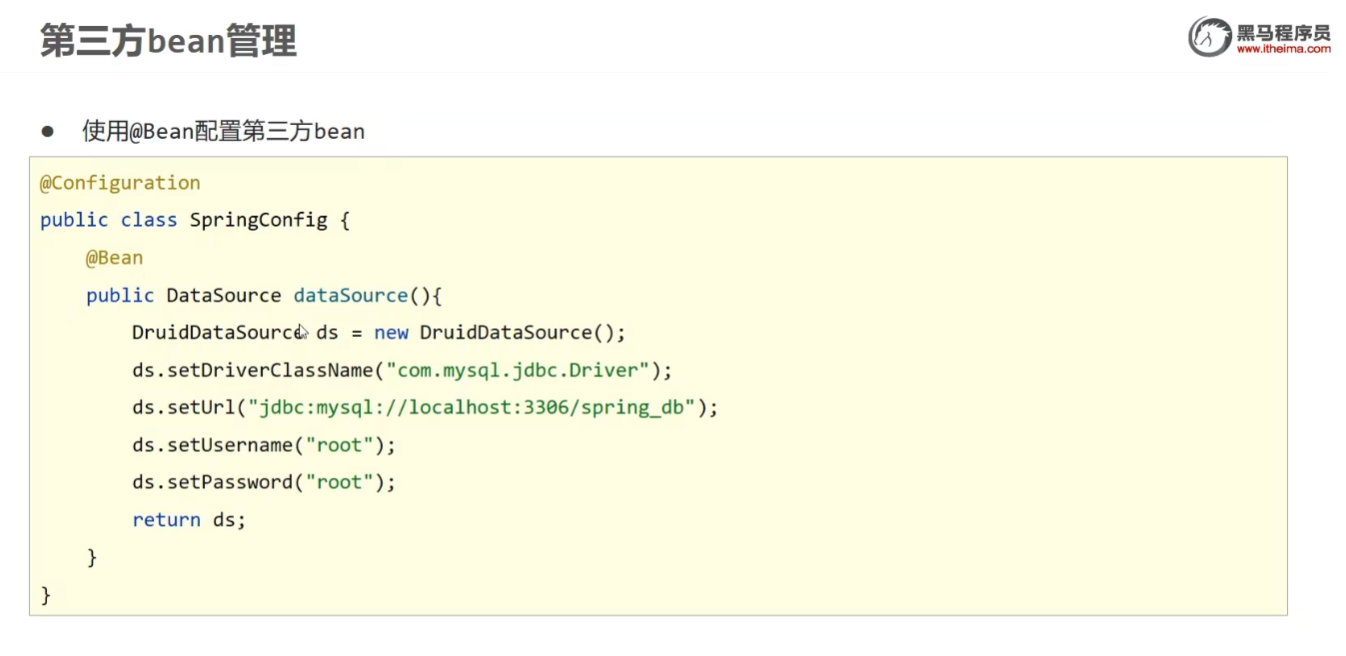 第三方bean管理
黑马程序员
www.itheima.com
● 使用@Bean配置第三方bean
@Configuration
public class SpringConfig {
    @Bean
    public DataSource dataSource(){
        DruidDataSource ds = new DruidDataSource();
        ds.setDriverClassName("com.mysql.jdbc.Driver");
        ds.setUrl("jdbc:mysql://localhost:3306/spring_db");
        ds.setUsername("root");
        ds.setPassword("root");
        return ds;
    }
}